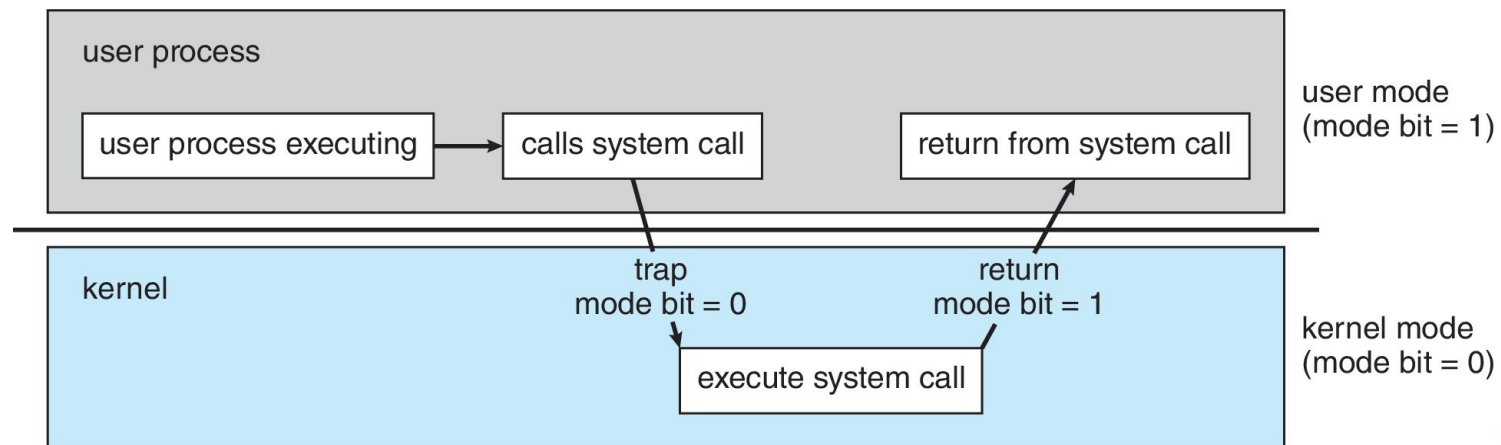 user process
user process executing
calls system call
return from system call
user mode
(mode bit = 1)
kernel
trap
mode bit = 0
return
mode bit = 1
execute system call
kernel mode
(mode bit = 0)